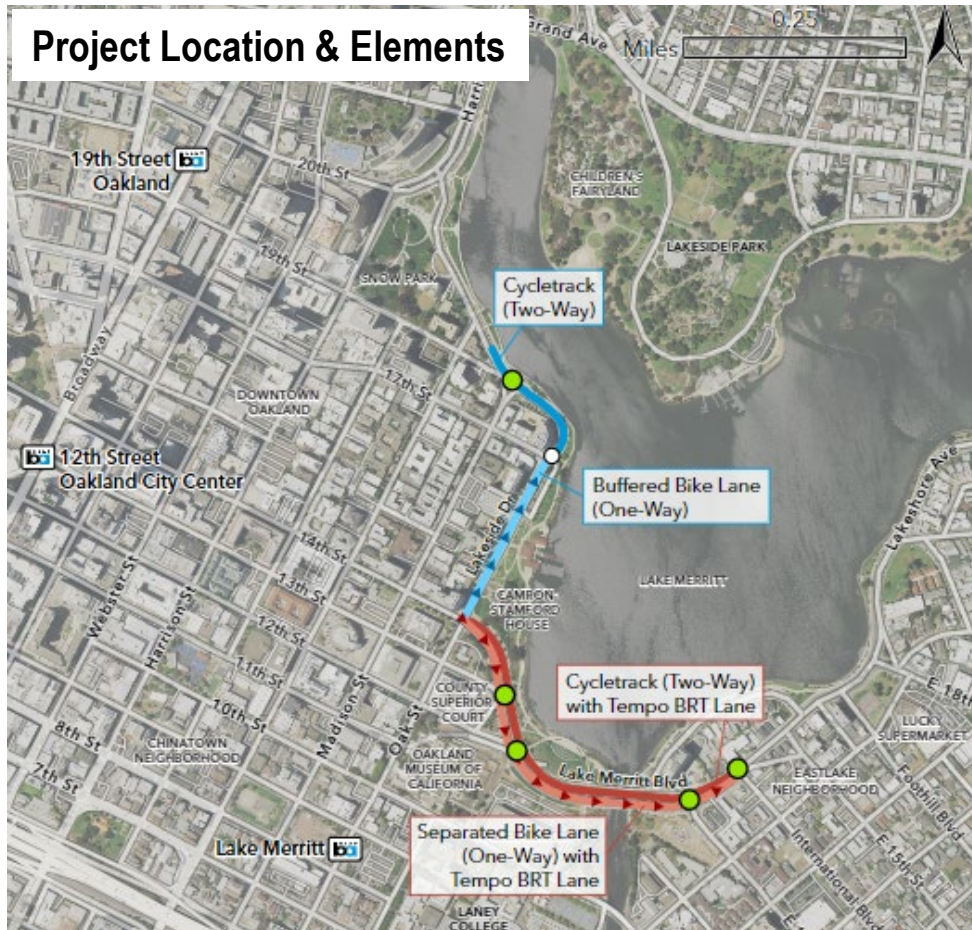 Project Location & Elements
Grand Ave
0.25
Miles
Harri
19th Street
Oakland
20th St
CHILDREN'S
FAIRYLAND
LAKESIDE PARK
19th St
SNOW PARK
Cycletrack
(Two-Way)
Broadway
17th St
DOWNTOWN
OAKLAND
12th Street
Oakland City Center
Buffered Bike Lane
(One-Way)
Lakeshore Ave
Lakeside Dr
14th St
13th St
LAKE MERRITT
CAMRON-
STAMFORD
HOUSE
Webster St
Harrison St
12th St
11th St
10th St
Madison St
Oak St
COUNTY
SUPERIOR
COURT
Cycletrack (Two-Way)
with Tempo BRT Lane
E 18th
LUCKY
SUPERMARKET
8th St
7th St
CHINATOWN
NEIGHBORHOOD
OAKLAND
MUSEUM OF
CALIFORNIA
Lake Merritt Blvd
EASTLAKE
NEIGHBORHOOD
Foothill Blvd
Lake Merritt
Separated Bike Lane
(One-Way) with
Tempo BRT Lane
International Blvd
E 15th St
LANEY
COLLEGE